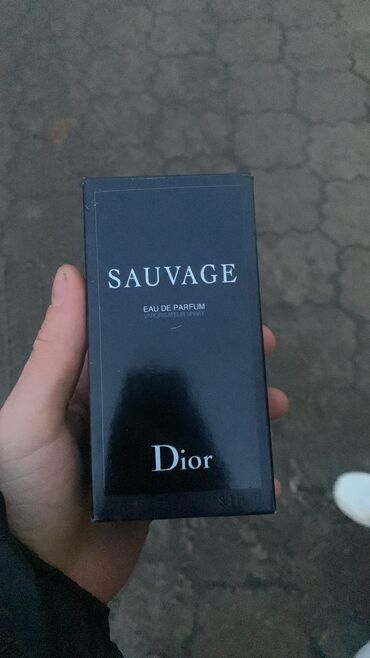 SAUVAGE
EAU DE PARFUM
VAPORISATEUR SPRAY
Dior